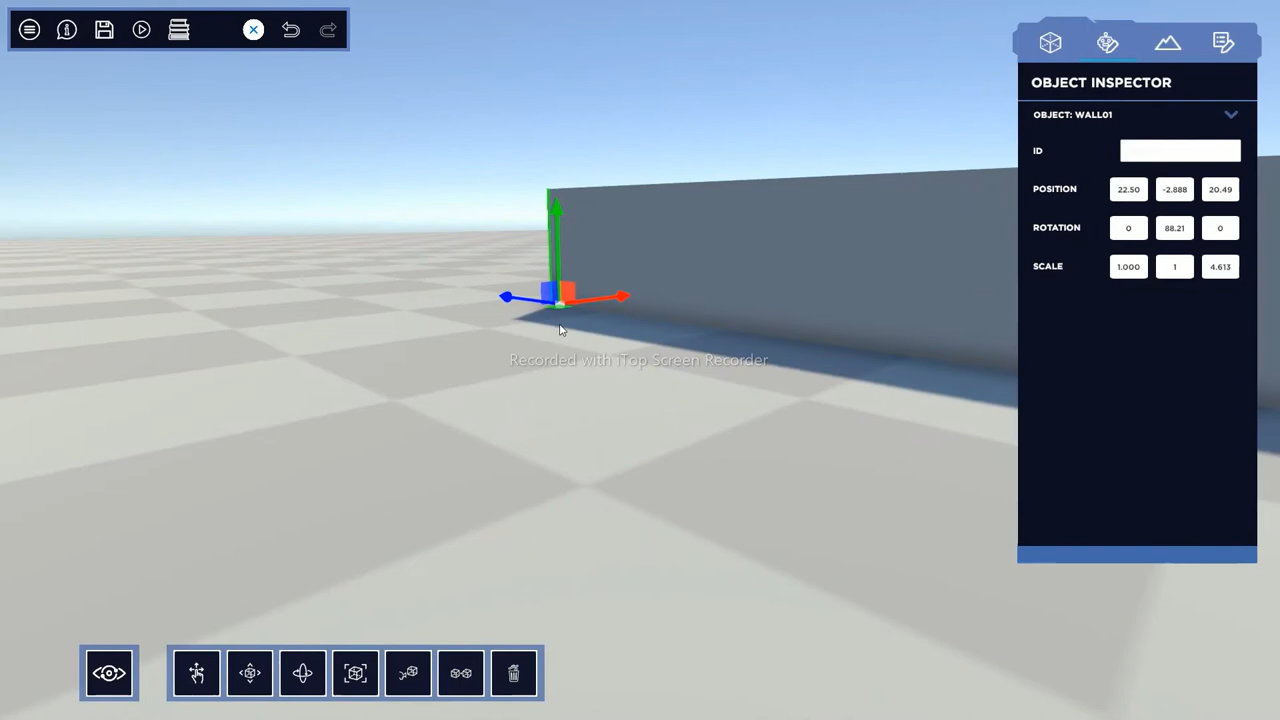 OBJECT INSPECTOR
OBJECT: WALL01
ID
POSITION 22.50 -2.888 20.49
ROTATION 0 88.21 0
SCALE 1.000 1 4.613
Recorded with iTop Screen Recorder